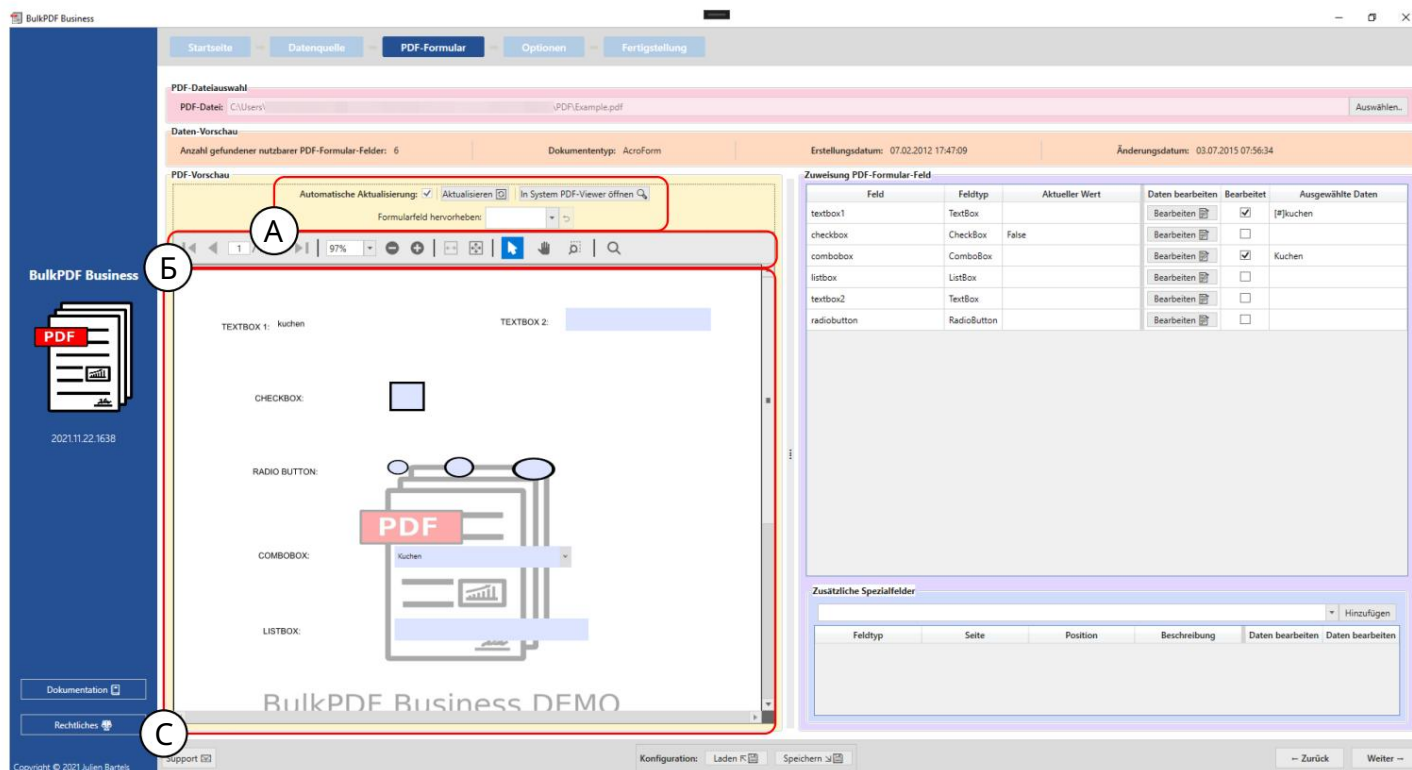 BulkPDF Business
Startseite Datenquelle PDF-Formular Optionen Fertigstellung
PDF-Dateiauswahl
PDF-Datei: C:\Users\ \PDF\Example.pdf Auswählen..
Daten-Vorschau
Anzahl gefundener nutzbarer PDF-Formular-Felder: 6 Dokumententyp: AcroForm Erstellungsdatum: 07.02.2012 17:47:09 Änderungsdatum: 03.07.2015 07:56:34
PDF-Vorschau
Automatische Aktualisierung: Aktualisieren In System PDF-Viewer öffnen
Formularfeld hervorheben:
А
1 97%
Б
TEXTBOX 1: kuchen TEXTBOX 2:
CHECKBOX:
RADIO BUTTON:
PDF
COMBOBOX: Kuchen
LISTBOX:
BulkPDF Business DEMO
С
Zuweisung PDF-Formular-Feld
Feld Feldtyp Aktueller Wert Daten bearbeiten Bearbeitet Ausgewählte Daten
textbox1 TextBox Bearbeiten [#]kuchen
checkbox CheckBox False Bearbeiten
combobox ComboBox Bearbeiten Kuchen
listbox ListBox Bearbeiten
textbox2 TextBox Bearbeiten
radiobutton RadioButton Bearbeiten
Zusätzliche Spezialfelder
Hinzufügen
Feldtyp Seite Position Beschreibung Daten bearbeiten Daten bearbeiten
BulkPDF Business
PDF
2021.11.22.1638
Dokumentation
Rechtliches
Copyright © 2021 Julien Bartels
Support Konfiguration: Laden Speichern Zurück Weiter